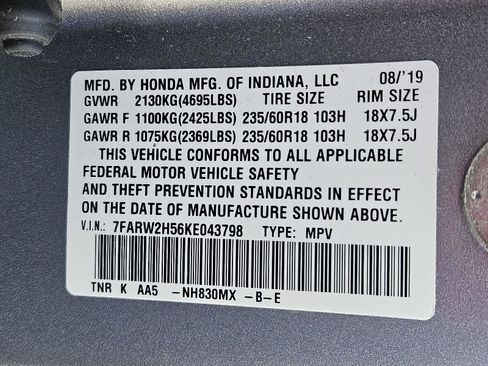 MFD. BY HONDA MFG. OF INDIANA, LLC 08/'19
GVWR 2130KG(4695LBS) TIRE SIZE RIM SIZE
GAWR F 1100KG(2425LBS) 235/60R18 103H 18X7.5J
GAWR R 1075KG(2369LBS) 235/60R18 103H 18X7.5J
THIS VEHICLE CONFORMS TO ALL APPLICABLE
FEDERAL MOTOR VEHICLE SAFETY
AND THEFT PREVENTION STANDARDS IN EFFECT
ON THE DATE OF MANUFACTURE SHOWN ABOVE.
V.I.N.: 7FARW2H56KE043798 TYPE: MPV
TNR K AA5 -NH830MX -B-E